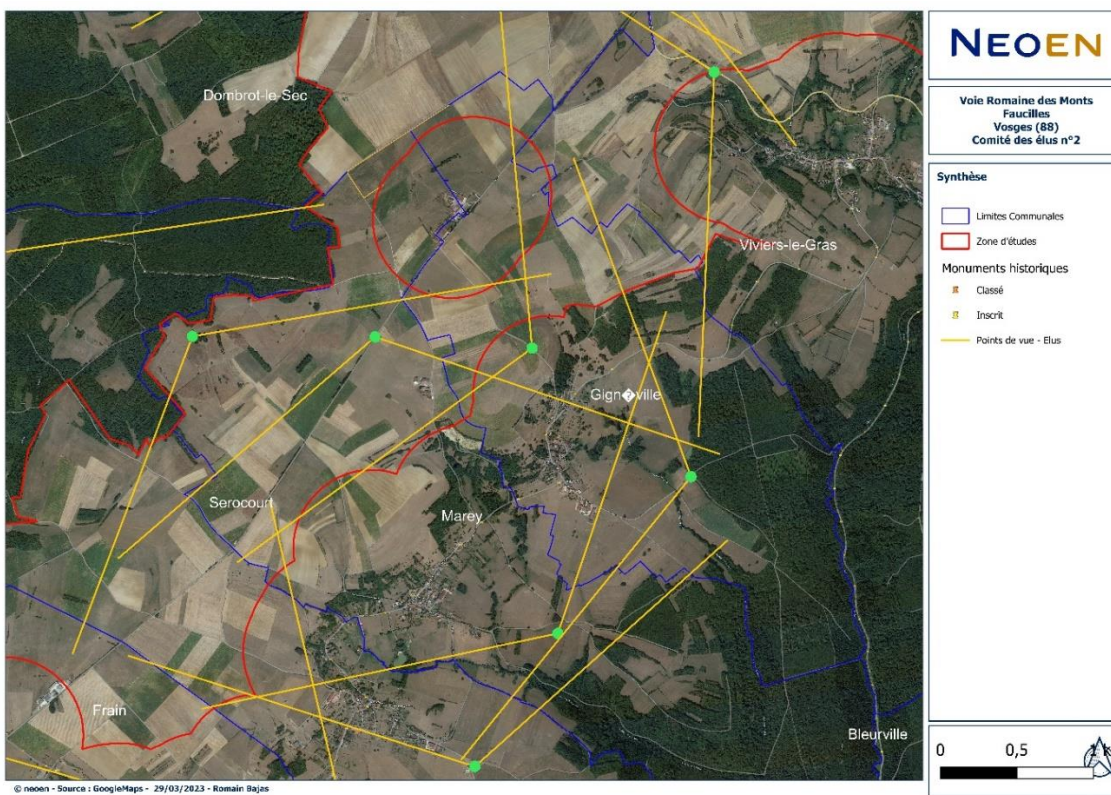 NEOEN
Voie Romaine des Monts
Faucilles
Vosges (88)
Comité des élus n°2
Synthèse
Limites Communales
Zone d'études
Monuments historiques
Classé
Inscrit
Points de vue - Elus
Dombrot-le-Sec
Viviers-le-Gras
Gign�ville
Serocourt
Marey
Frain
Bleurville
0 0,5 1 k
© neoen - Source : GoogleMaps - 29/03/2023 - Romain Bajas